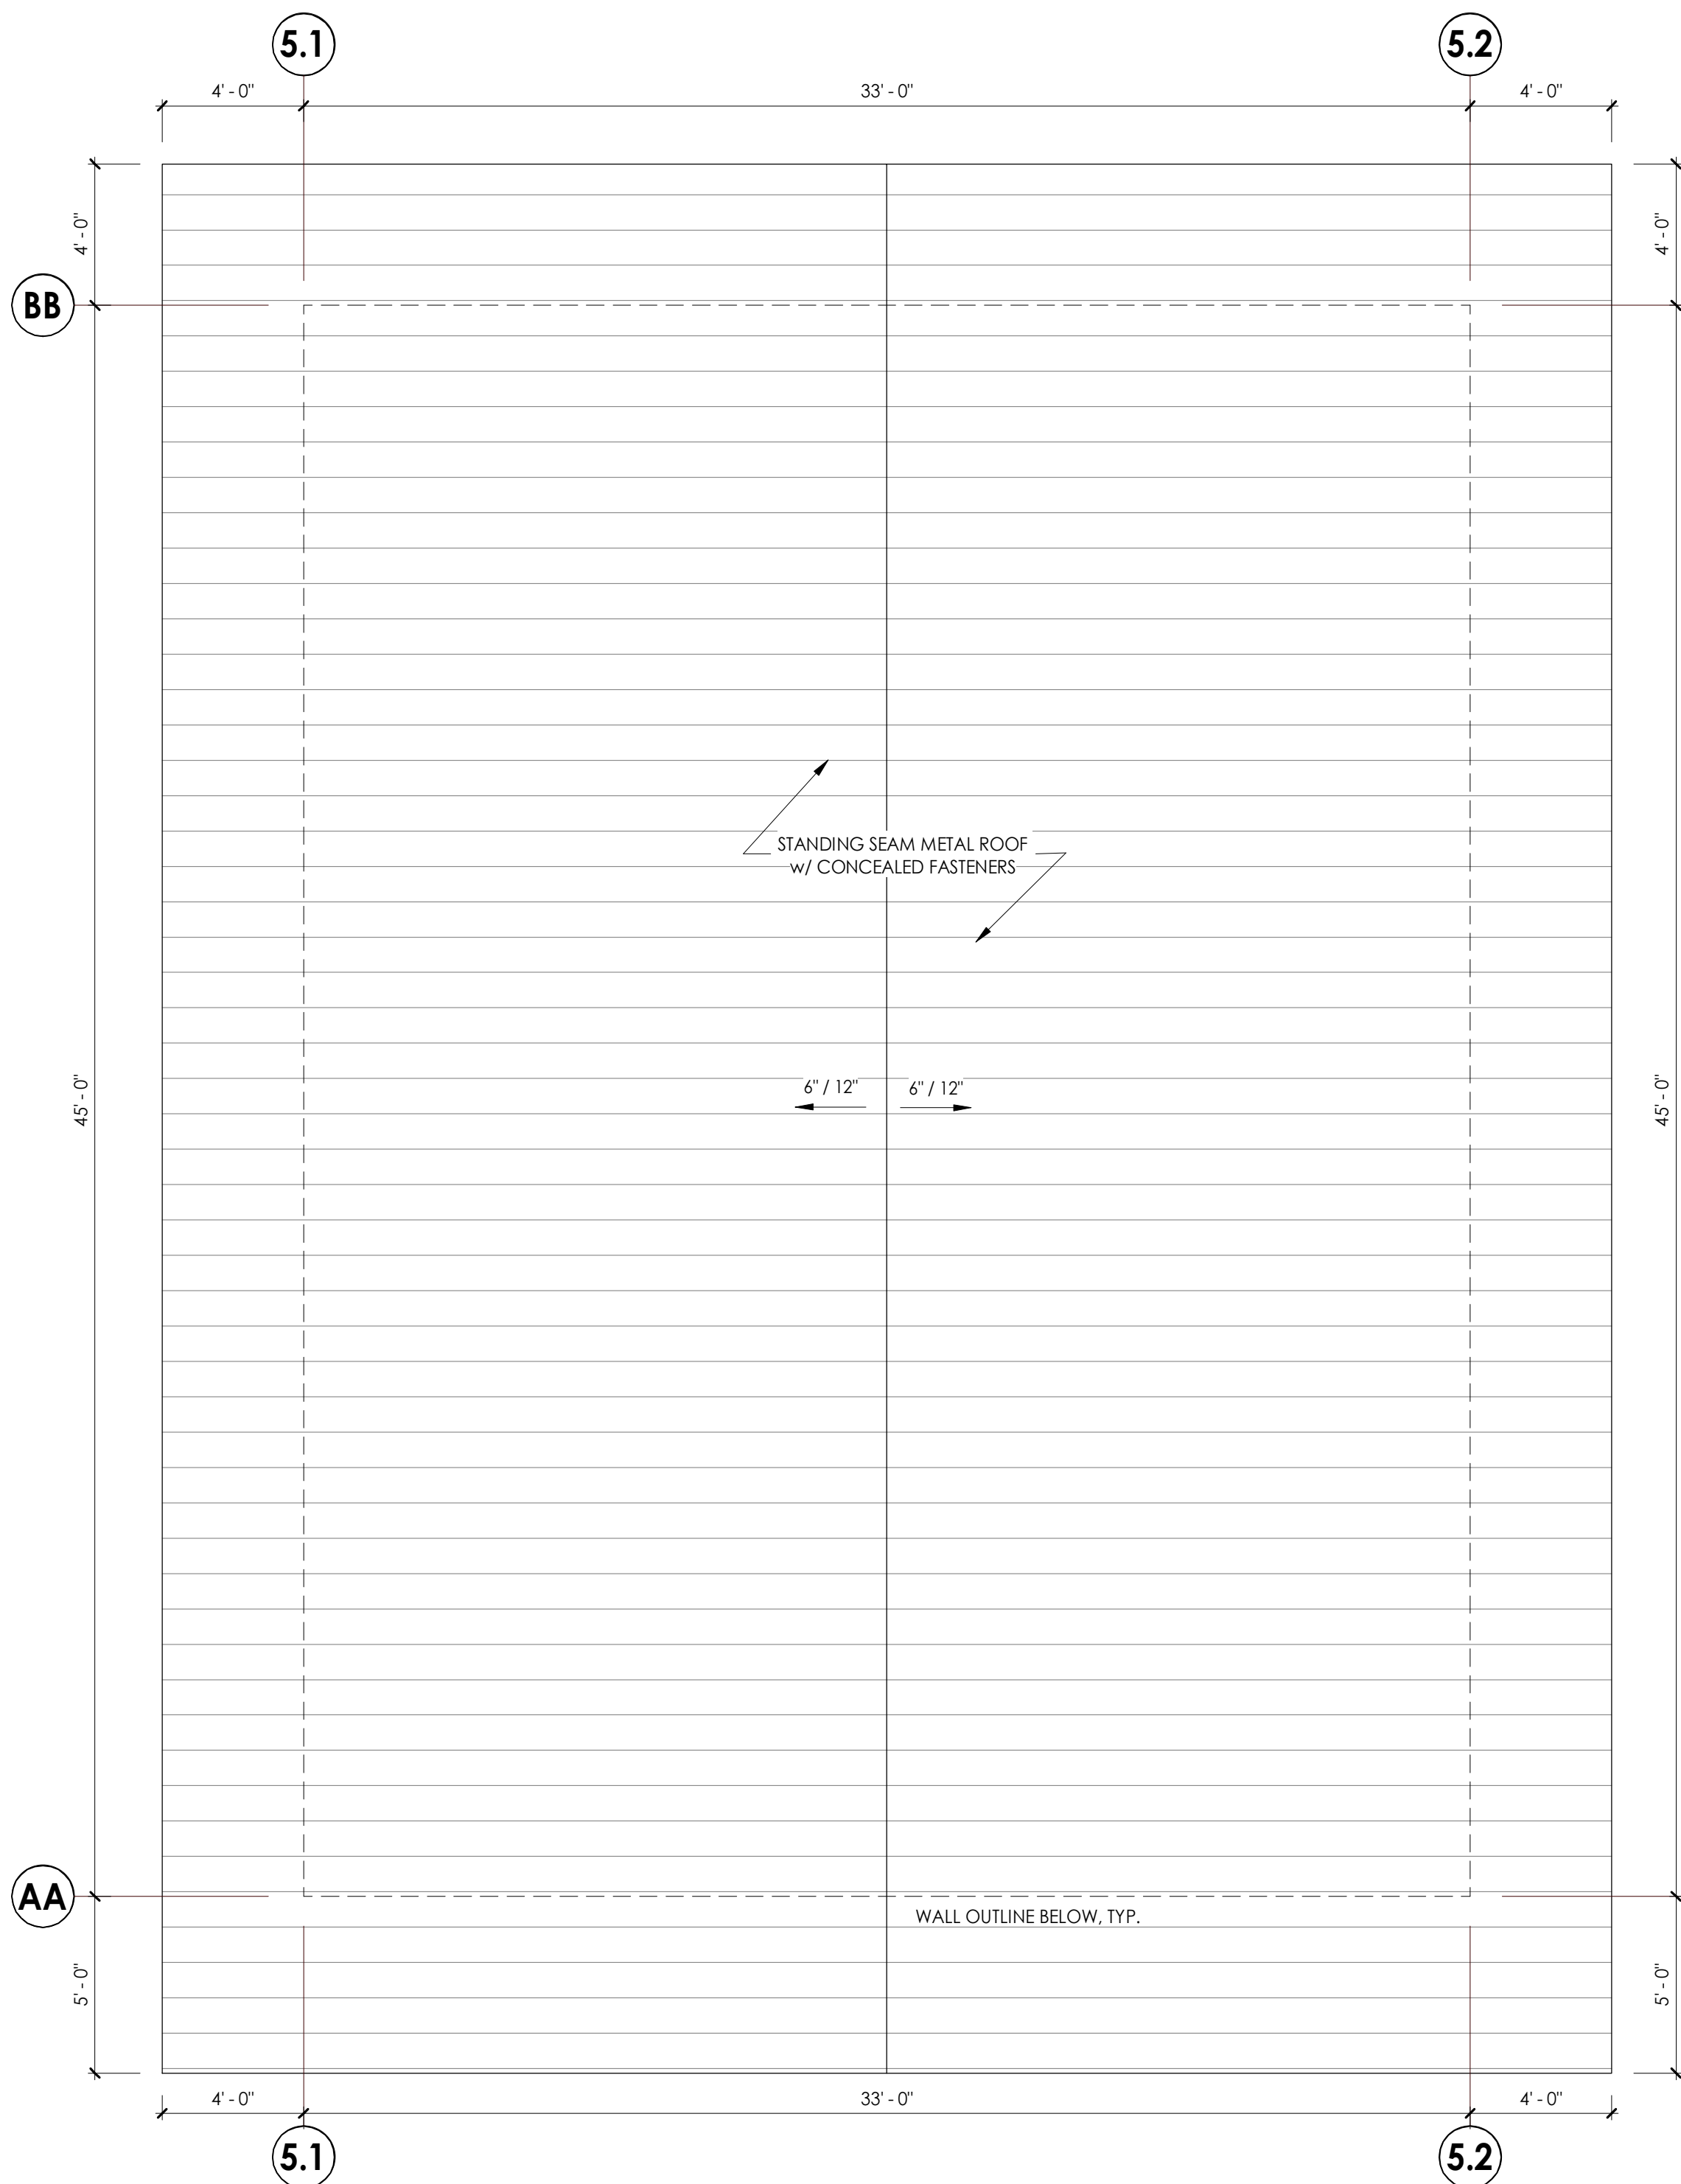 5.1
5.2
4' - 0"
33' - 0"
4' - 0"
4' - 0"
4' - 0"
BB
STANDING SEAM METAL ROOF
w/ CONCEALED FASTENERS
6" / 12"
6" / 12"
45' - 0"
45' - 0"
AA
WALL OUTLINE BELOW, TYP.
5' - 0"
5' - 0"
4' - 0"
33' - 0"
4' - 0"
5.1
5.2